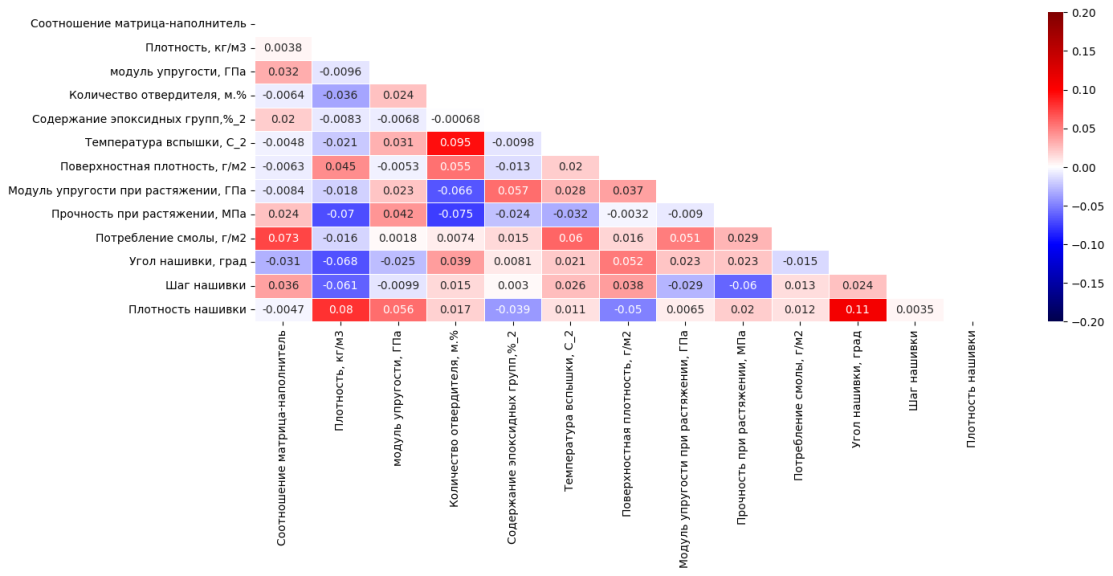 Соотношение матрица-наполнитель
Плотность, кг/м3 0.0038
модуль упругости, ГПа 0.032 -0.0096
Количество отвердителя, м.% -0.0064 -0.036 0.024
Содержание эпоксидных групп,%_2 0.02 -0.0083 -0.0068 -0.00068
Температура вспышки, С_2 -0.0048 -0.021 0.031 0.095 -0.0098
Поверхностная плотность, г/м2 -0.0063 0.045 -0.0053 0.055 -0.013 0.02
Модуль упругости при растяжении, ГПа -0.0084 -0.018 0.023 -0.066 0.057 0.028 0.037
Прочность при растяжении, МПа 0.024 -0.07 0.042 -0.075 -0.024 -0.032 -0.0032 -0.009
Потребление смолы, г/м2 0.073 -0.016 0.0018 0.0074 0.015 0.06 0.016 0.051 0.029
Угол нашивки, град -0.031 -0.068 -0.025 0.039 0.0081 0.021 0.052 0.023 0.023 -0.015
Шаг нашивки 0.036 -0.061 -0.0099 0.015 0.003 0.026 0.038 -0.029 -0.06 0.013 0.024
Плотность нашивки -0.0047 0.08 0.056 0.017 -0.039 0.011 -0.05 0.0065 0.02 0.012 0.11 0.0035
Соотношение матрица-наполнитель
Плотность, кг/м3
модуль упругости, ГПа
Количество отвердителя, м.%
Содержание эпоксидных групп,%_2
Температура вспышки, С_2
Поверхностная плотность, г/м2
Модуль упругости при растяжении, ГПа
Прочность при растяжении, МПа
Потребление смолы, г/м2
Угол нашивки, град
Шаг нашивки
Плотность нашивки
0.20
0.15
0.10
0.05
0.00
−0.05
−0.10
−0.15
−0.20